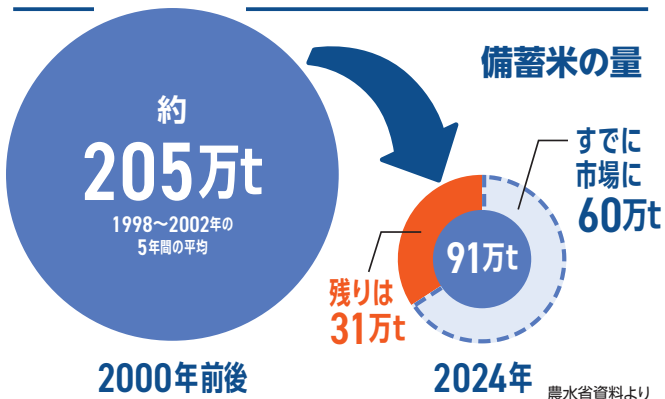 備蓄米の量
約
205万t
1998〜2002年の
5年間の平均
2000年前後
すでに
市場に
60万t
91万t
残りは
31万t
2024年
農水省資料より